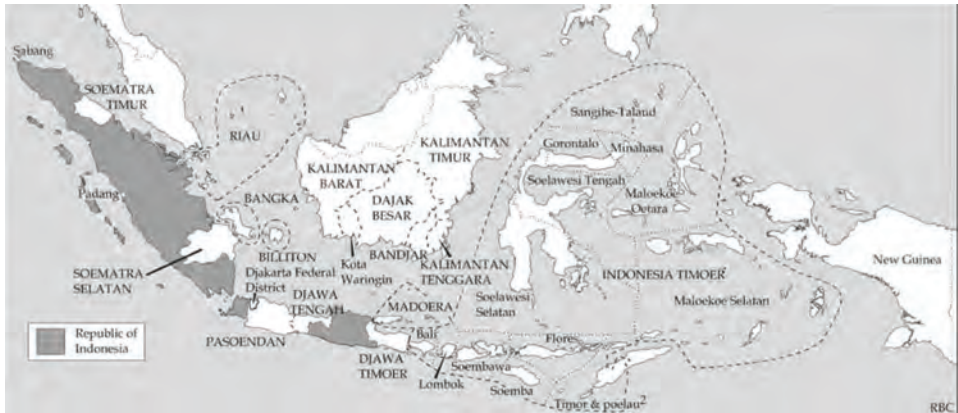 Sabang
SOEMATRA
TIMUR
RIAU
Padang
BANGKA
BILLITON
SOEMATRA
SELATAN
Djakarta Federal
District
DJAWA
TENGAH
PASOENDAN
Republic of
Indonesia
KALIMANTAN
BARAT
KALIMANTAN
TIMUR
DAJAK
BESAR
Kota
Waringin
BANDJAR
KALIMANTAN
TENGGARA
MADOERA
DJAWA
TIMOER
Bali
Lombok
Soembawa
Soemba
Flores
Timor & poelau²
Sangihe-Talaud
Gorontalo
Minahasa
Soelawesi Tengah
Maloekoe
Oetara
INDONESIA TIMOER
Soelawesi
Selatan
Maloekoe Selatan
New Guinea
RBC